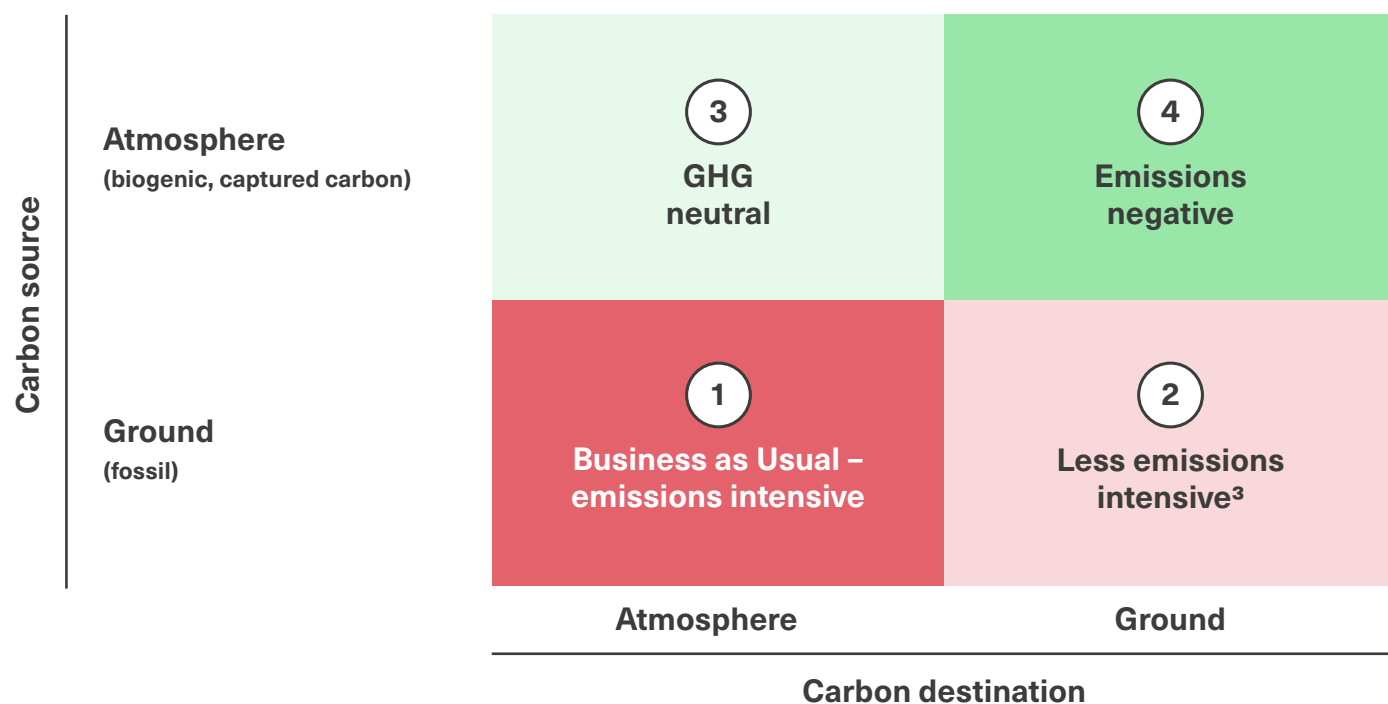 Carbon source
Atmosphere
(biogenic, captured carbon)
3
GHG
neutral
4
Emissions
negative
Ground
(fossil)
1
Business as Usual –
emissions intensive
2
Less emissions
intensive³
Atmosphere
Ground
Carbon destination